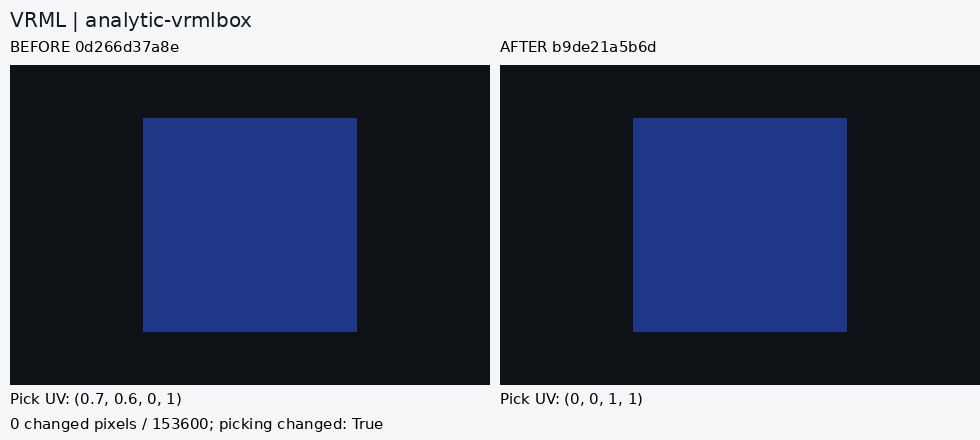 VRML | analytic-vrmlbox
BEFORE 0d266d37a8e
AFTER b9de21a5b6d
Pick UV: (0.7, 0.6, 0, 1)
Pick UV: (0, 0, 1, 1)
0 changed pixels / 153600; picking changed: True